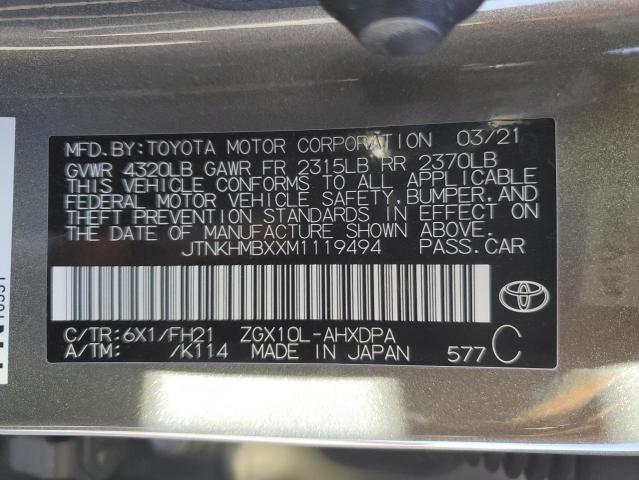 MFD.BY:TOYOTA MOTOR CORPORATION 03/21
GVWR 4320LB GAWR FR 2315LB RR 2370LB
THIS VEHICLE CONFORMS TO ALL APPLICABLE
FEDERAL MOTOR VEHICLE SAFETY,BUMPER,AND
THEFT PREVENTION STANDARDS IN EFFECT ON
THE DATE OF MANUFACTURE SHOWN ABOVE.
JTNKHMBXXM1119494 PASS.CAR
C/TR:6X1/FH21 ZGX10L-AHXDPA
A/TM: /K114 MADE IN JAPAN 577 C